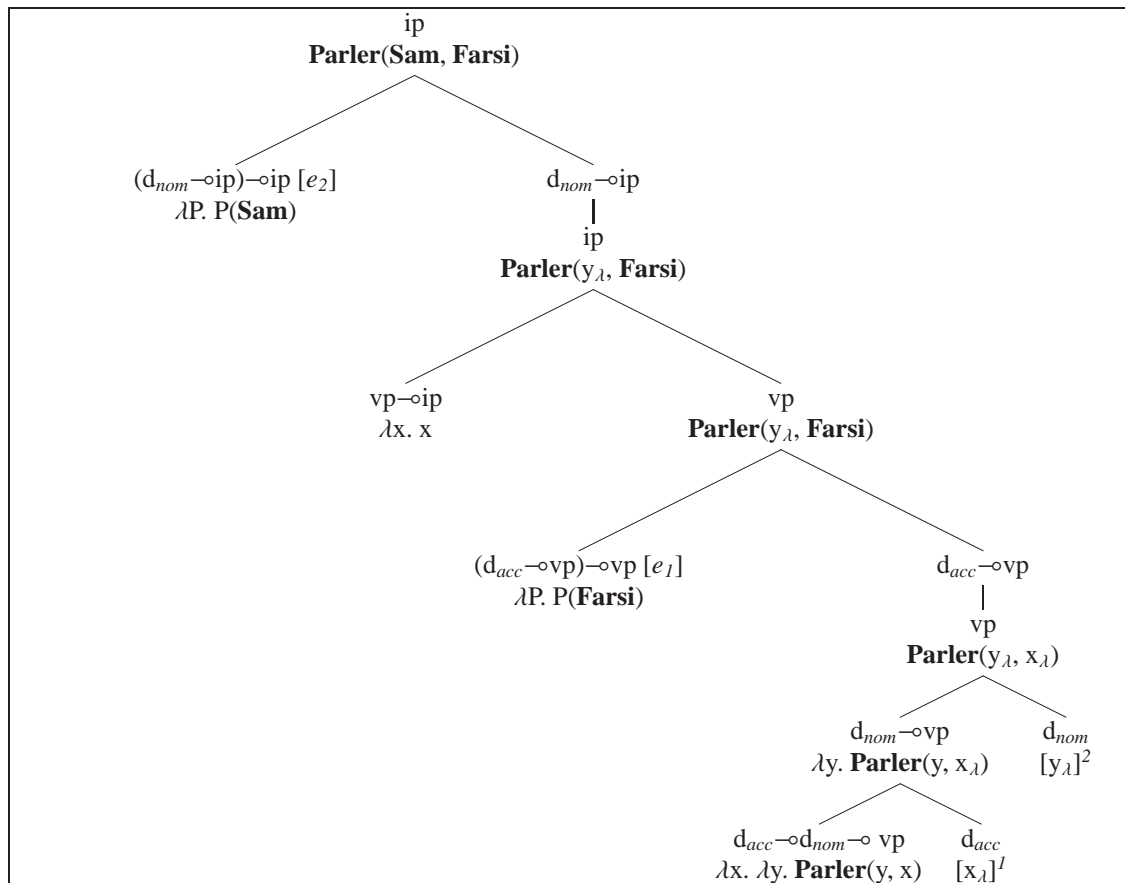 ip
Parler(Sam, Farsi)
(d_nom⊸ip)⊸ip [e_2] d_nom⊸ip
λP. P(Sam)
ip
Parler(y_λ, Farsi)
vp⊸ip vp
λx. x Parler(y_λ, Farsi)
(d_acc⊸vp)⊸vp [e_1] d_acc⊸vp
λP. P(Farsi)
vp
Parler(y_λ, x_λ)
d_nom⊸vp d_nom
λy. Parler(y, x_λ) [y_λ]^2
d_acc⊸d_nom⊸ vp d_acc
λx. λy. Parler(y, x) [x_λ]^1